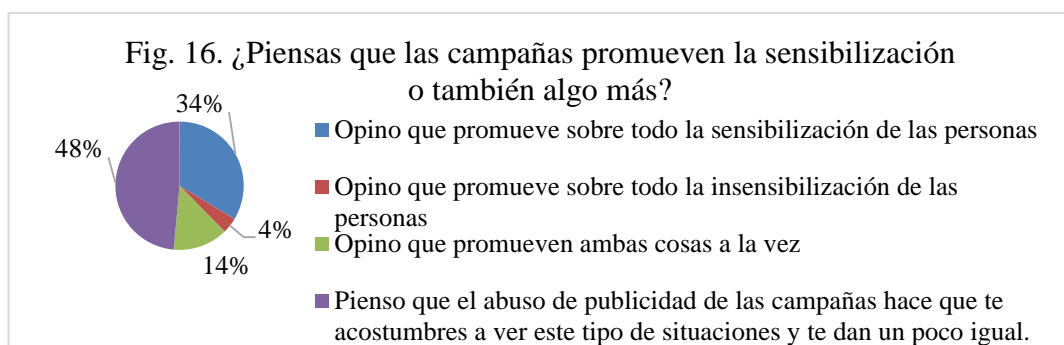 Fig. 16. ¿Piensas que las campañas promueven la sensibilización
o también algo más?
34%
48%
4%
14%
Opino que promueve sobre todo la sensibilización de las personas
Opino que promueve sobre todo la insensibilización de las
personas
Opino que promueven ambas cosas a la vez
Pienso que el abuso de publicidad de las campañas hace que te
acostumbres a ver este tipo de situaciones y te dan un poco igual.